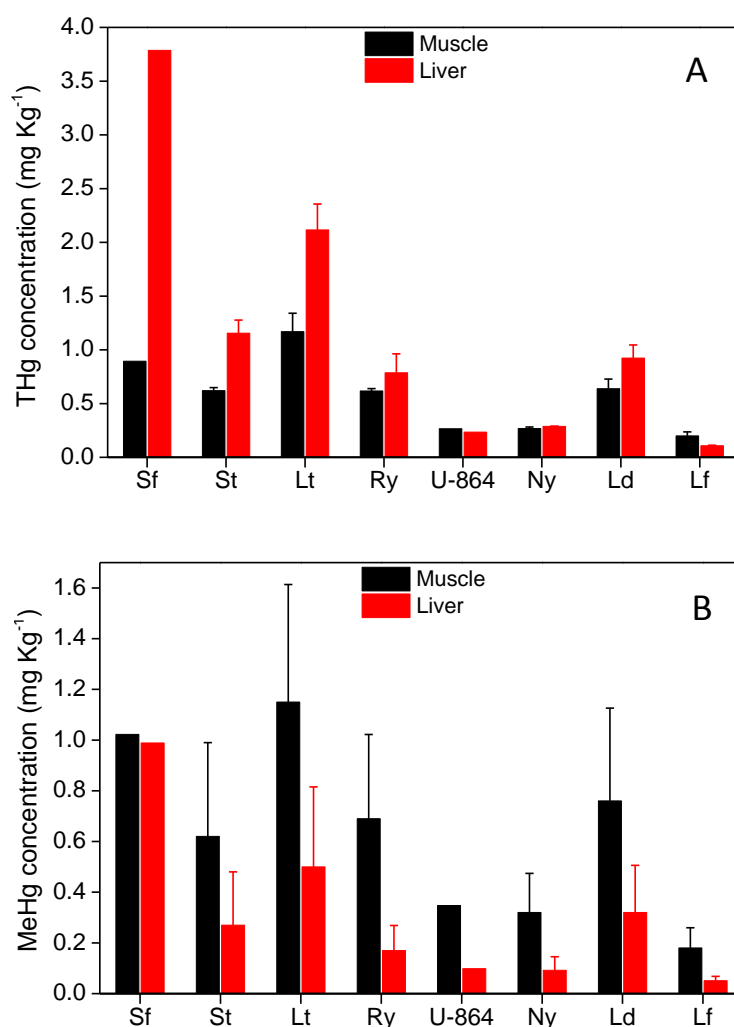 4.0
Muscle
Liver
A
3.5
3.0
2.5
2.0
1.5
1.0
0.5
0.0
THg concentration (mg Kg⁻¹)
Sf St Lt Ry U-864 Ny Ld Lf
Muscle
Liver
B
1.6
1.4
1.2
1.0
0.8
0.6
0.4
0.2
0.0
MeHg concentration (mg Kg⁻¹)
Sf St Lt Ry U-864 Ny Ld Lf